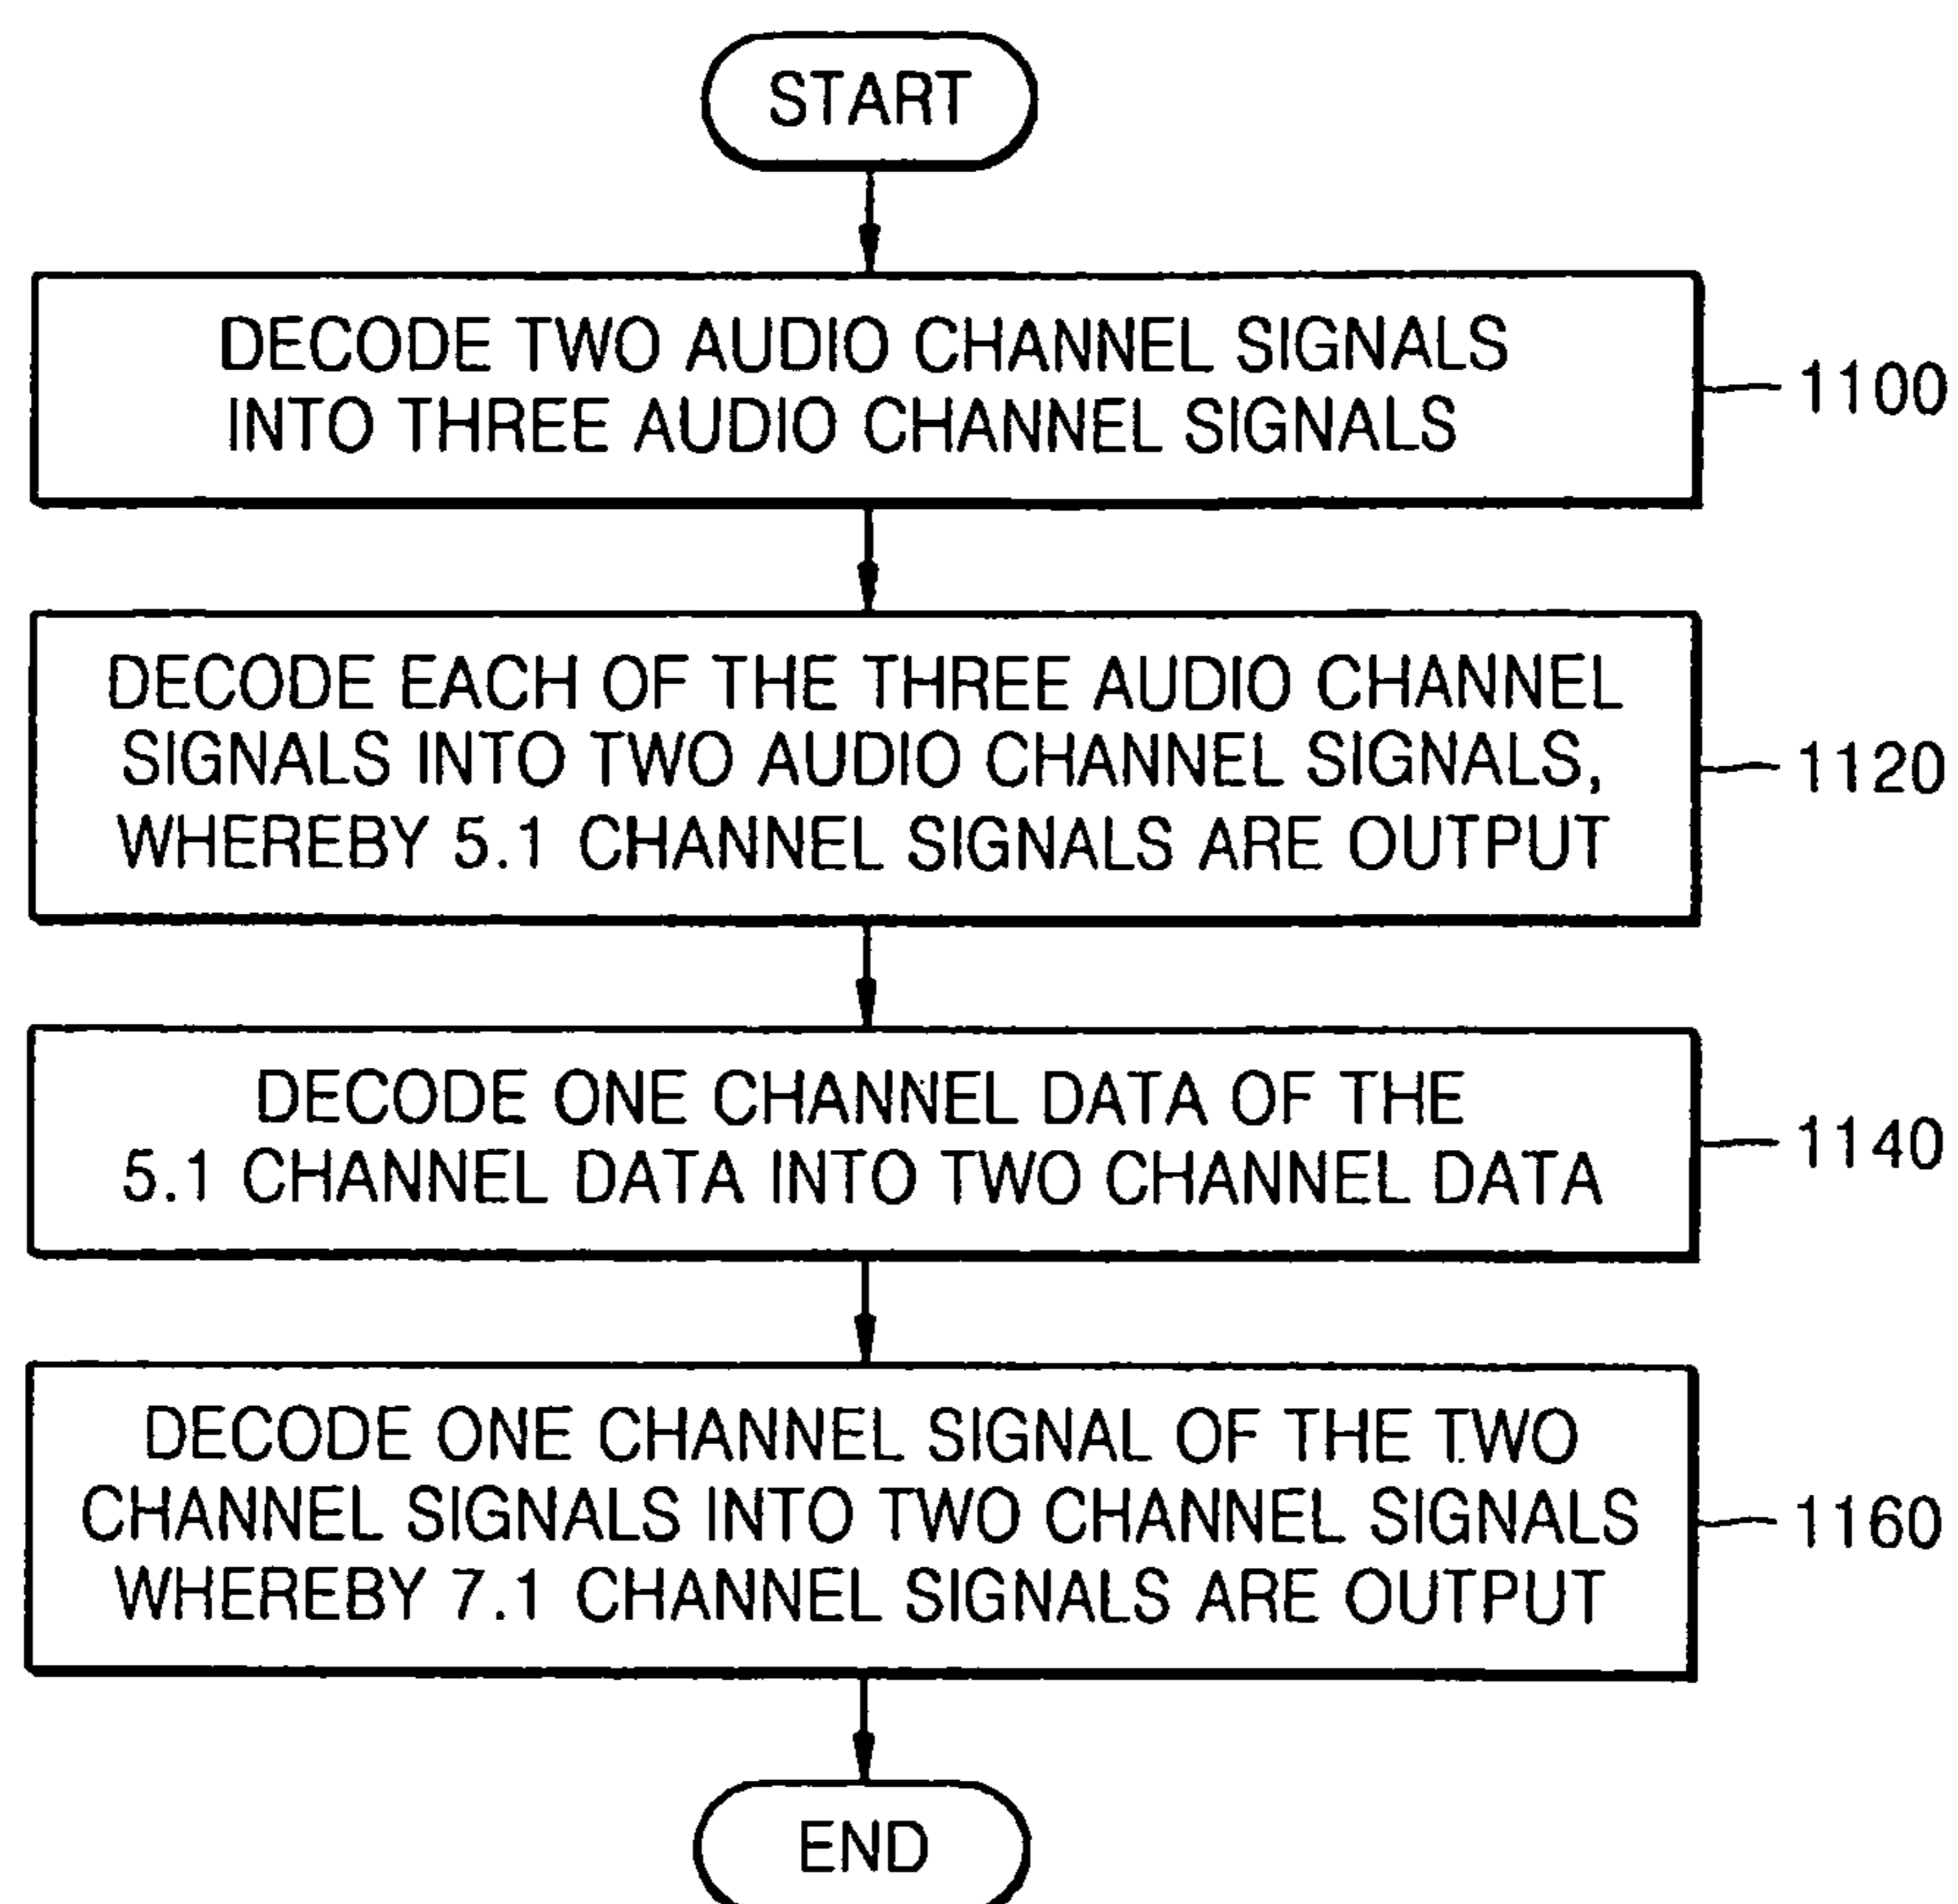 START
DECODE TWO AUDIO CHANNEL SIGNALS
INTO THREE AUDIO CHANNEL SIGNALS
1100
DECODE EACH OF THE THREE AUDIO CHANNEL
SIGNALS INTO TWO AUDIO CHANNEL SIGNALS,
WHEREBY 5.1 CHANNEL SIGNALS ARE OUTPUT
1120
DECODE ONE CHANNEL DATA OF THE
5.1 CHANNEL DATA INTO TWO CHANNEL DATA
1140
DECODE ONE CHANNEL SIGNAL OF THE TWO
CHANNEL SIGNALS INTO TWO CHANNEL SIGNALS
WHEREBY 7.1 CHANNEL SIGNALS ARE OUTPUT
1160
END